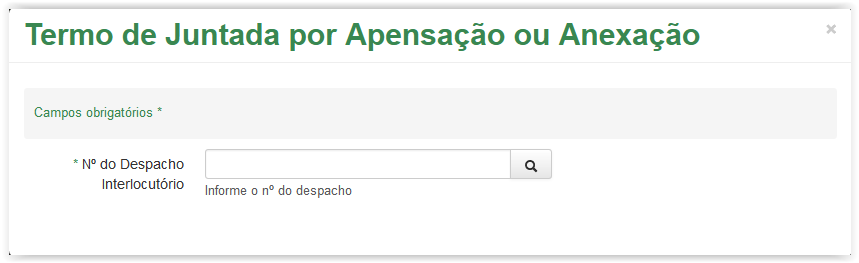 Termo de Juntada por Apensação ou Anexação
×
Campos obrigatórios *
* Nº do Despacho
Interlocutório
Informe o nº do despacho